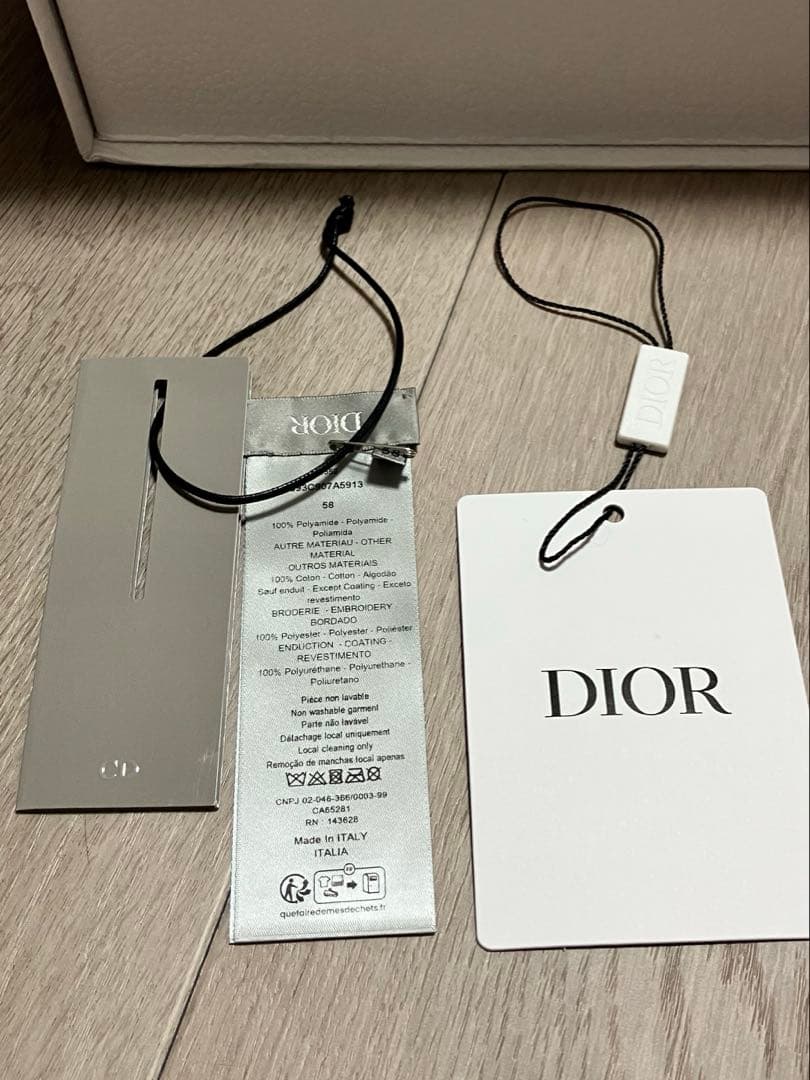 DIOR
58
100% Polyamide - Polyamide -
Poliamida
AUTRE MATERIAU - OTHER
MATERIAL
OUTROS MATERIAIS
100% Coton - Cotton - Algodão
Sauf enduit - Except Coating - Exceto
revestimento
BRODERIE - EMBROIDERY
BORDADO
100% Polyester - Polyester - Poliéster
ENDUCTION - COATING -
REVESTIMENTO
100% Polyuréthane - Polyurethane -
Poliuretano
Pièce non lavable
Non washable garment
Parte não lavável
Détachage local uniquement
Local cleaning only
Remoção de manchas local apenas
CNPJ 02-046-366/0003-99
CA65281
RN : 143628
Made in ITALY
ITALIA
FR
quefairedemesdechets.fr
CD
DIOR
DIOR